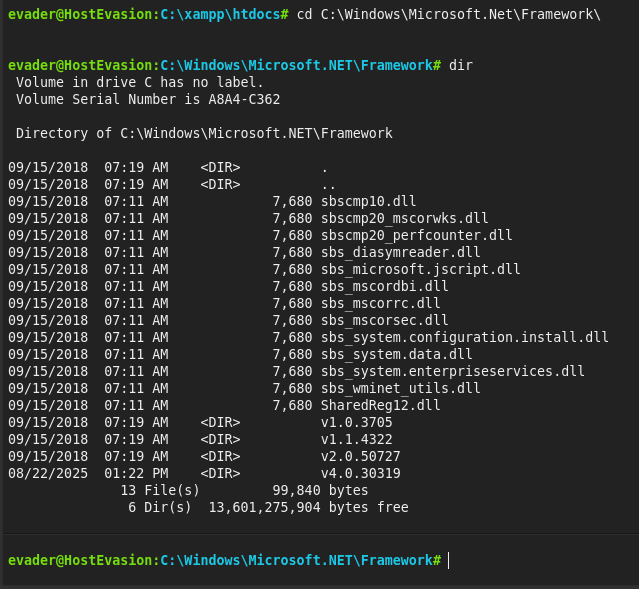 evader@HostEvasion:C:\xampp\htdocs# cd C:\Windows\Microsoft.Net\Framework\
evader@HostEvasion:C:\Windows\Microsoft.NET\Framework# dir
Volume in drive C has no label.
Volume Serial Number is A8A4-C362
Directory of C:\Windows\Microsoft.NET\Framework
09/15/2018  07:19 AM    <DIR>          .
09/15/2018  07:19 AM    <DIR>          ..
09/15/2018  07:11 AM             7,680 sbscmp10.dll
09/15/2018  07:11 AM             7,680 sbscmp20_mscorwks.dll
09/15/2018  07:11 AM             7,680 sbscmp20_perfcounter.dll
09/15/2018  07:11 AM             7,680 sbs_diasymreader.dll
09/15/2018  07:11 AM             7,680 sbs_microsoft.jscript.dll
09/15/2018  07:11 AM             7,680 sbs_mscordbi.dll
09/15/2018  07:11 AM             7,680 sbs_mscorrc.dll
09/15/2018  07:11 AM             7,680 sbs_mscorsec.dll
09/15/2018  07:11 AM             7,680 sbs_system.configuration.install.dll
09/15/2018  07:11 AM             7,680 sbs_system.data.dll
09/15/2018  07:11 AM             7,680 sbs_system.enterpriseservices.dll
09/15/2018  07:11 AM             7,680 sbs_wminet_utils.dll
09/15/2018  07:11 AM             7,680 SharedReg12.dll
09/15/2018  07:19 AM    <DIR>          v1.0.3705
09/15/2018  07:19 AM    <DIR>          v1.1.4322
09/15/2018  07:19 AM    <DIR>          v2.0.50727
08/22/2025  01:22 PM    <DIR>          v4.0.30319
13 File(s)         99,840 bytes
6 Dir(s)  13,601,275,904 bytes free
evader@HostEvasion:C:\Windows\Microsoft.NET\Framework#